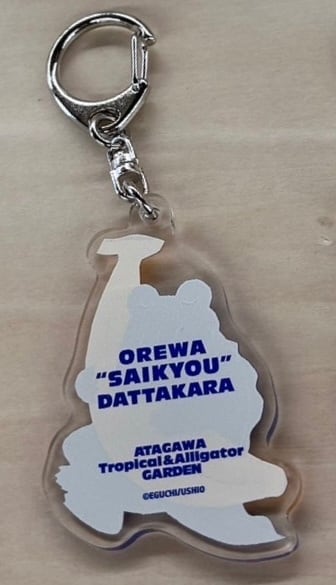 OREWA
"SAIKYOU"
DATTAKARA
ATAGAWA
Tropical&Alligator
GARDEN
©EGUCHI/USHIO